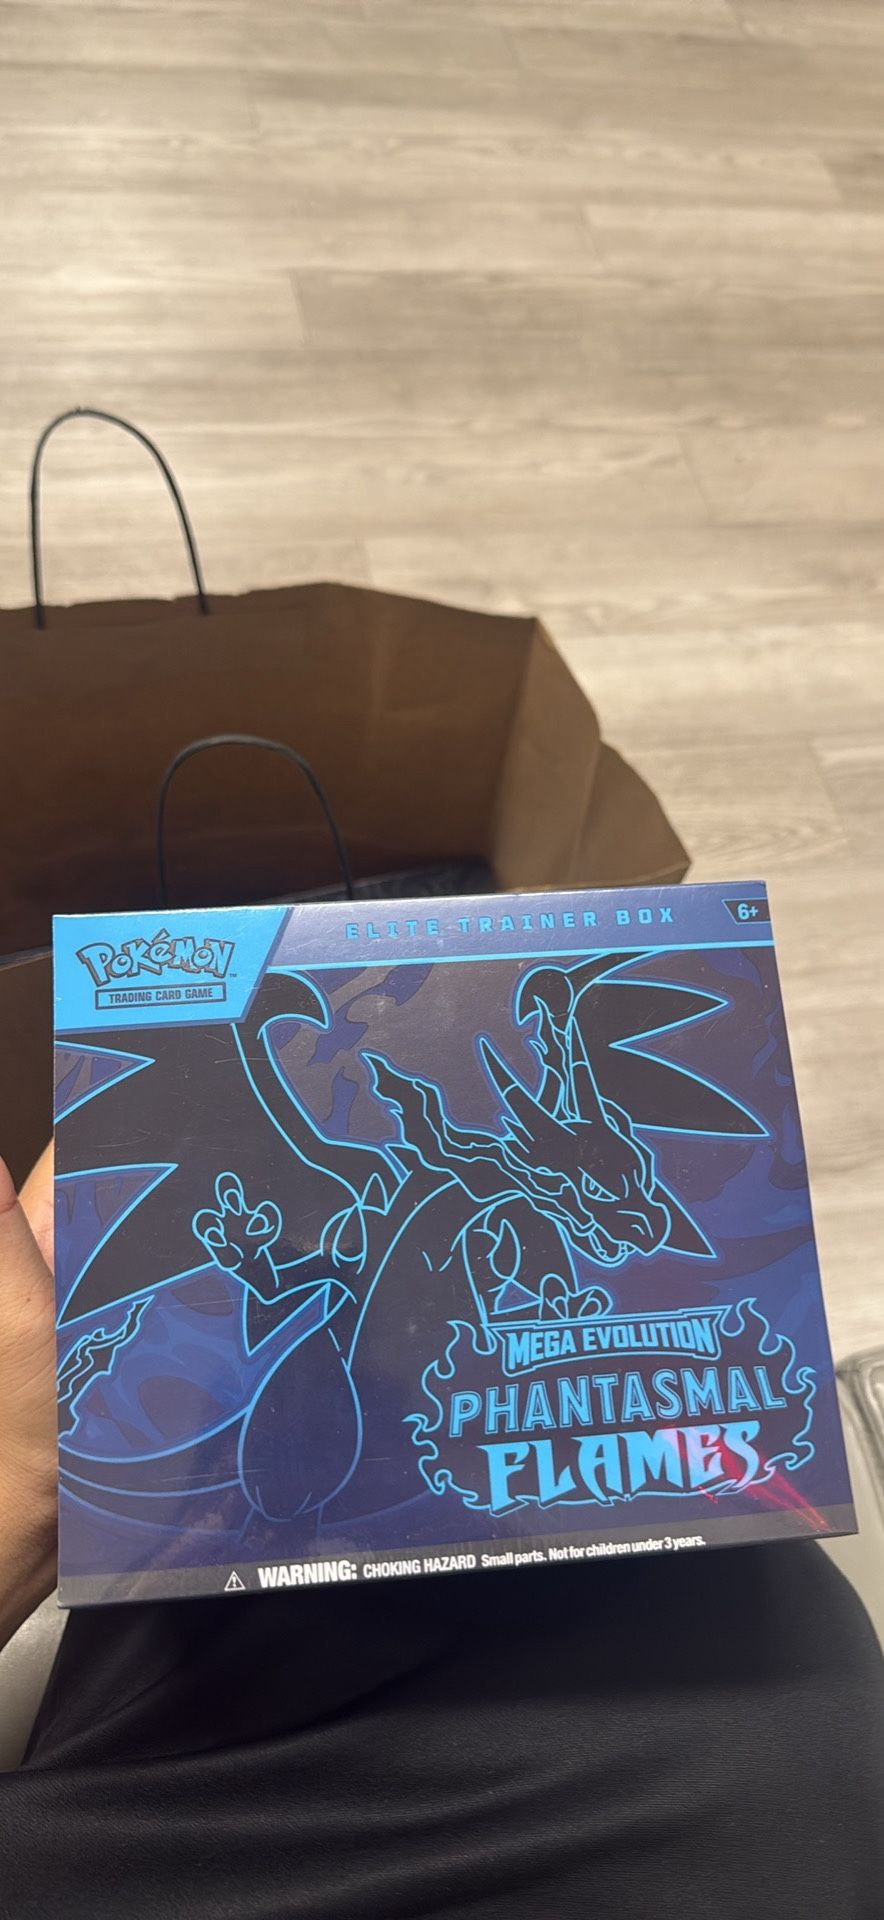 ELITE TRAINER BOX
6+
POKéMON™
TRADING CARD GAME
MEGA EVOLUTION
PHANTASMAL
FLAMES
WARNING: CHOKING HAZARD Small parts. Not for children under 3 years.